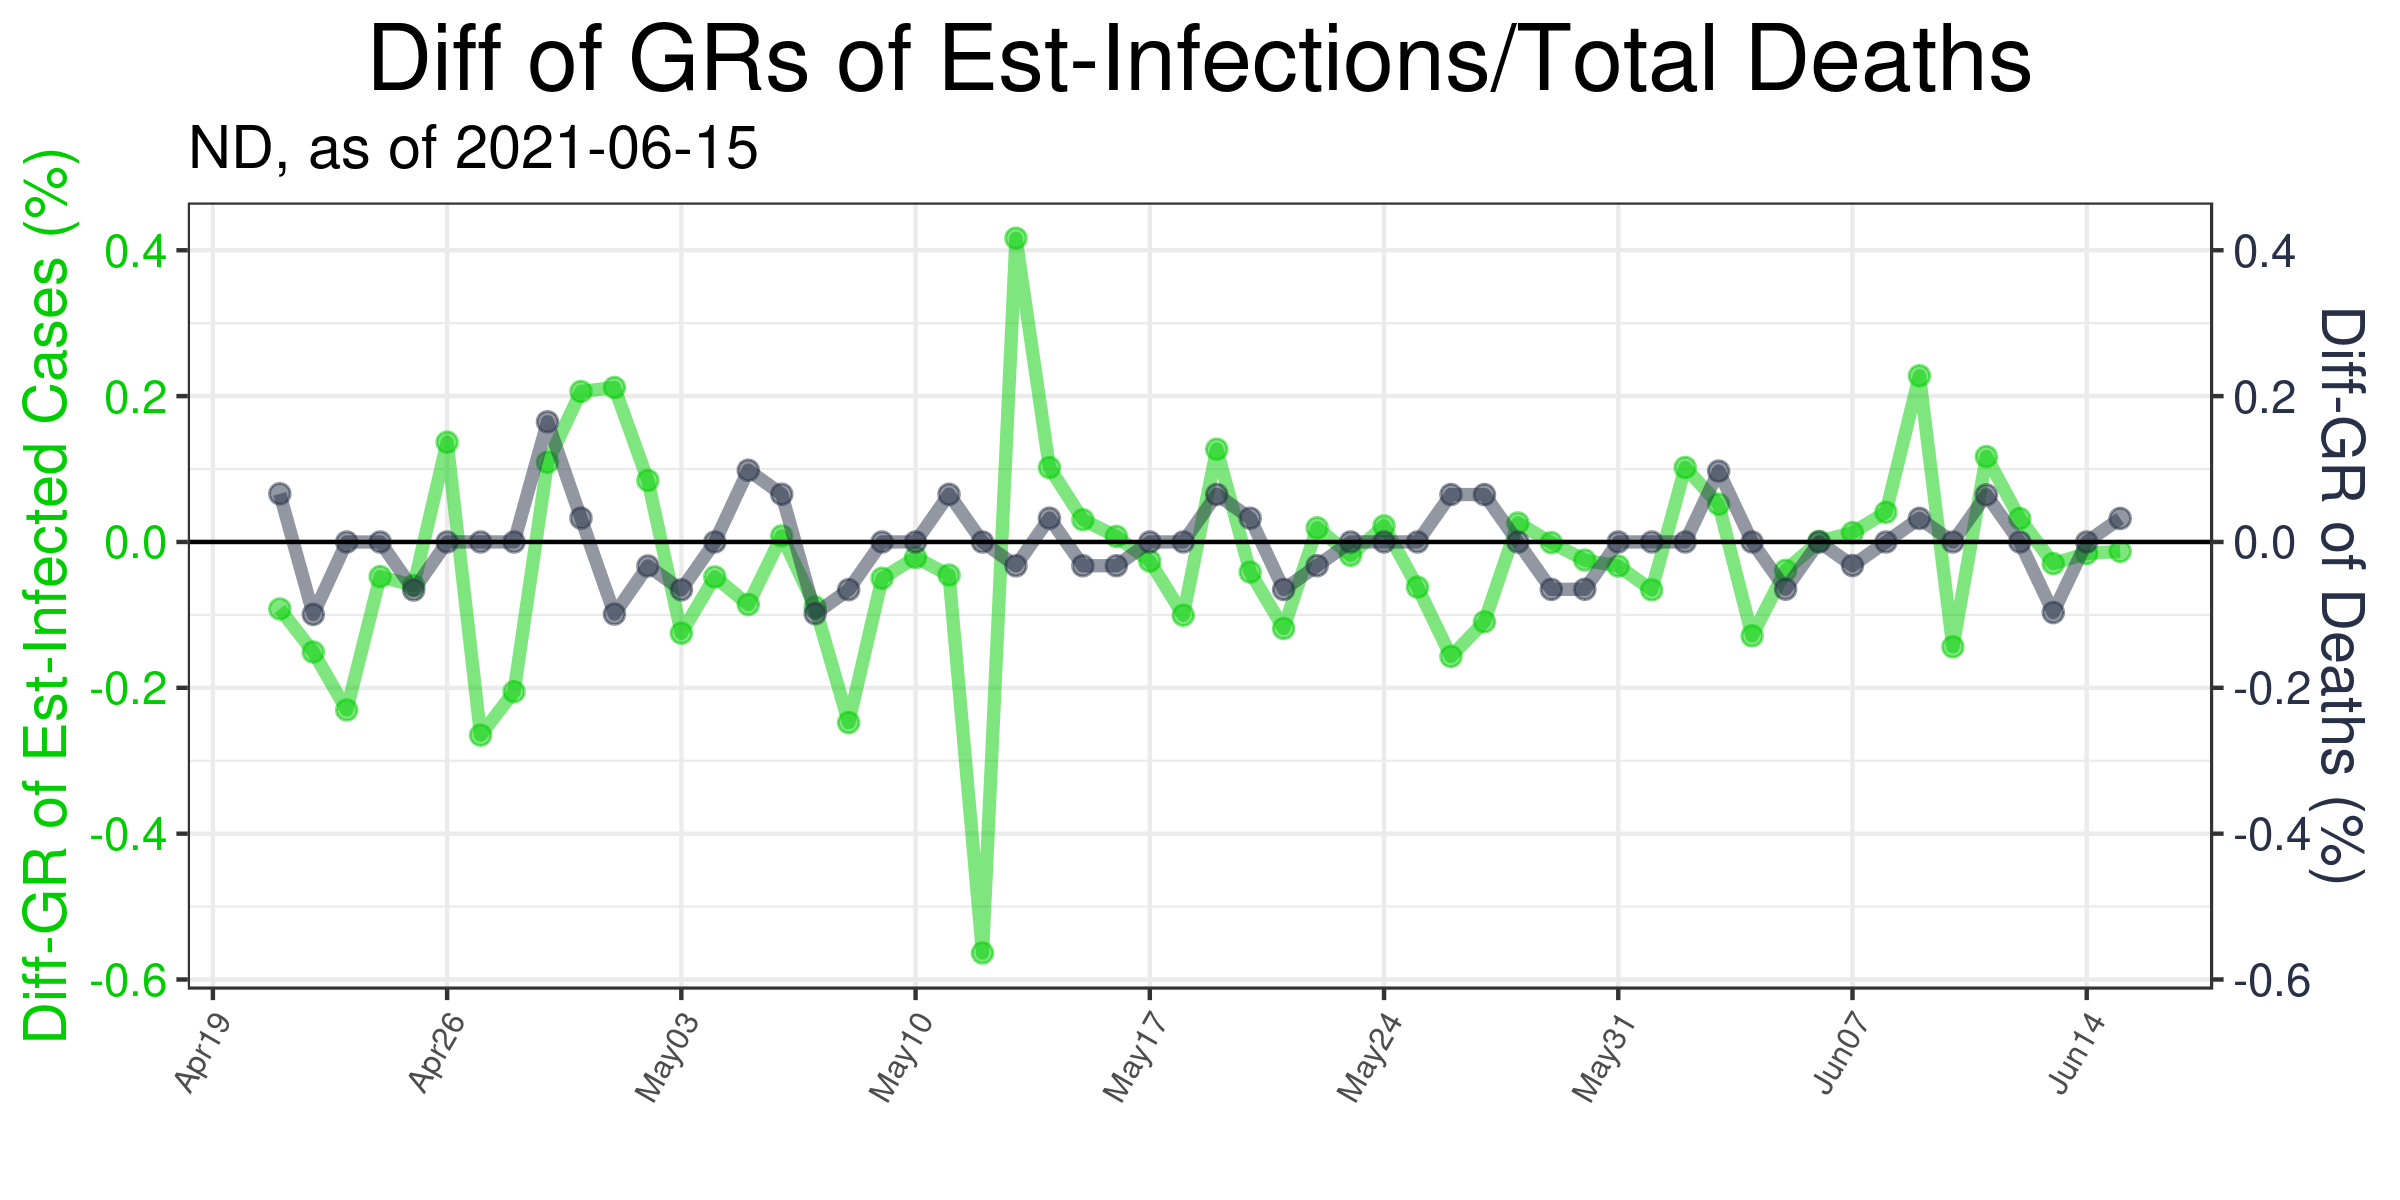 Diff of GRs of Est-Infections/Total Deaths
ND, as of 2021-06-15
Diff-GR of Est-Infected Cases (%)
0.4
0.2
0.0
-0.2
-0.4
-0.6
0.4
0.2
0.0
-0.2
-0.4
-0.6
Diff-GR of Deaths (%)
Apr19
Apr26
May03
May10
May17
May24
May31
Jun07
Jun14